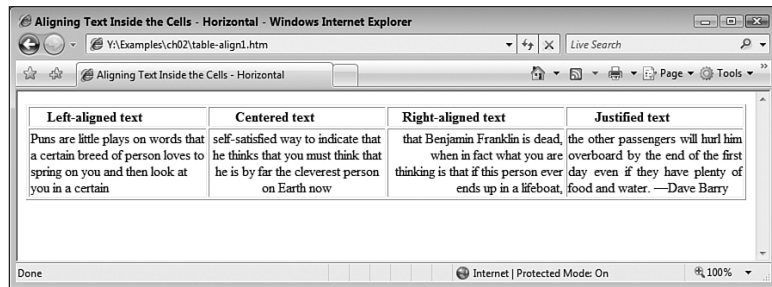 Aligning Text Inside the Cells - Horizontal - Windows Internet Explorer
Y:\Examples\ch02\table-align1.htm
Live Search
Aligning Text Inside the Cells - Horizontal
Page
Tools
Left-aligned text
Puns are little plays on words that
a certain breed of person loves to
spring on you and then look at
you in a certain
Centered text
self-satisfied way to indicate that
he thinks that you must think that
he is by far the cleverest person
on Earth now
Right-aligned text
that Benjamin Franklin is dead,
when in fact what you are
thinking is that if this person ever
ends up in a lifeboat,
Justified text
the other passengers will hurl him
overboard by the end of the first
day even if they have plenty of
food and water. —Dave Barry
Done
Internet | Protected Mode: On
100%